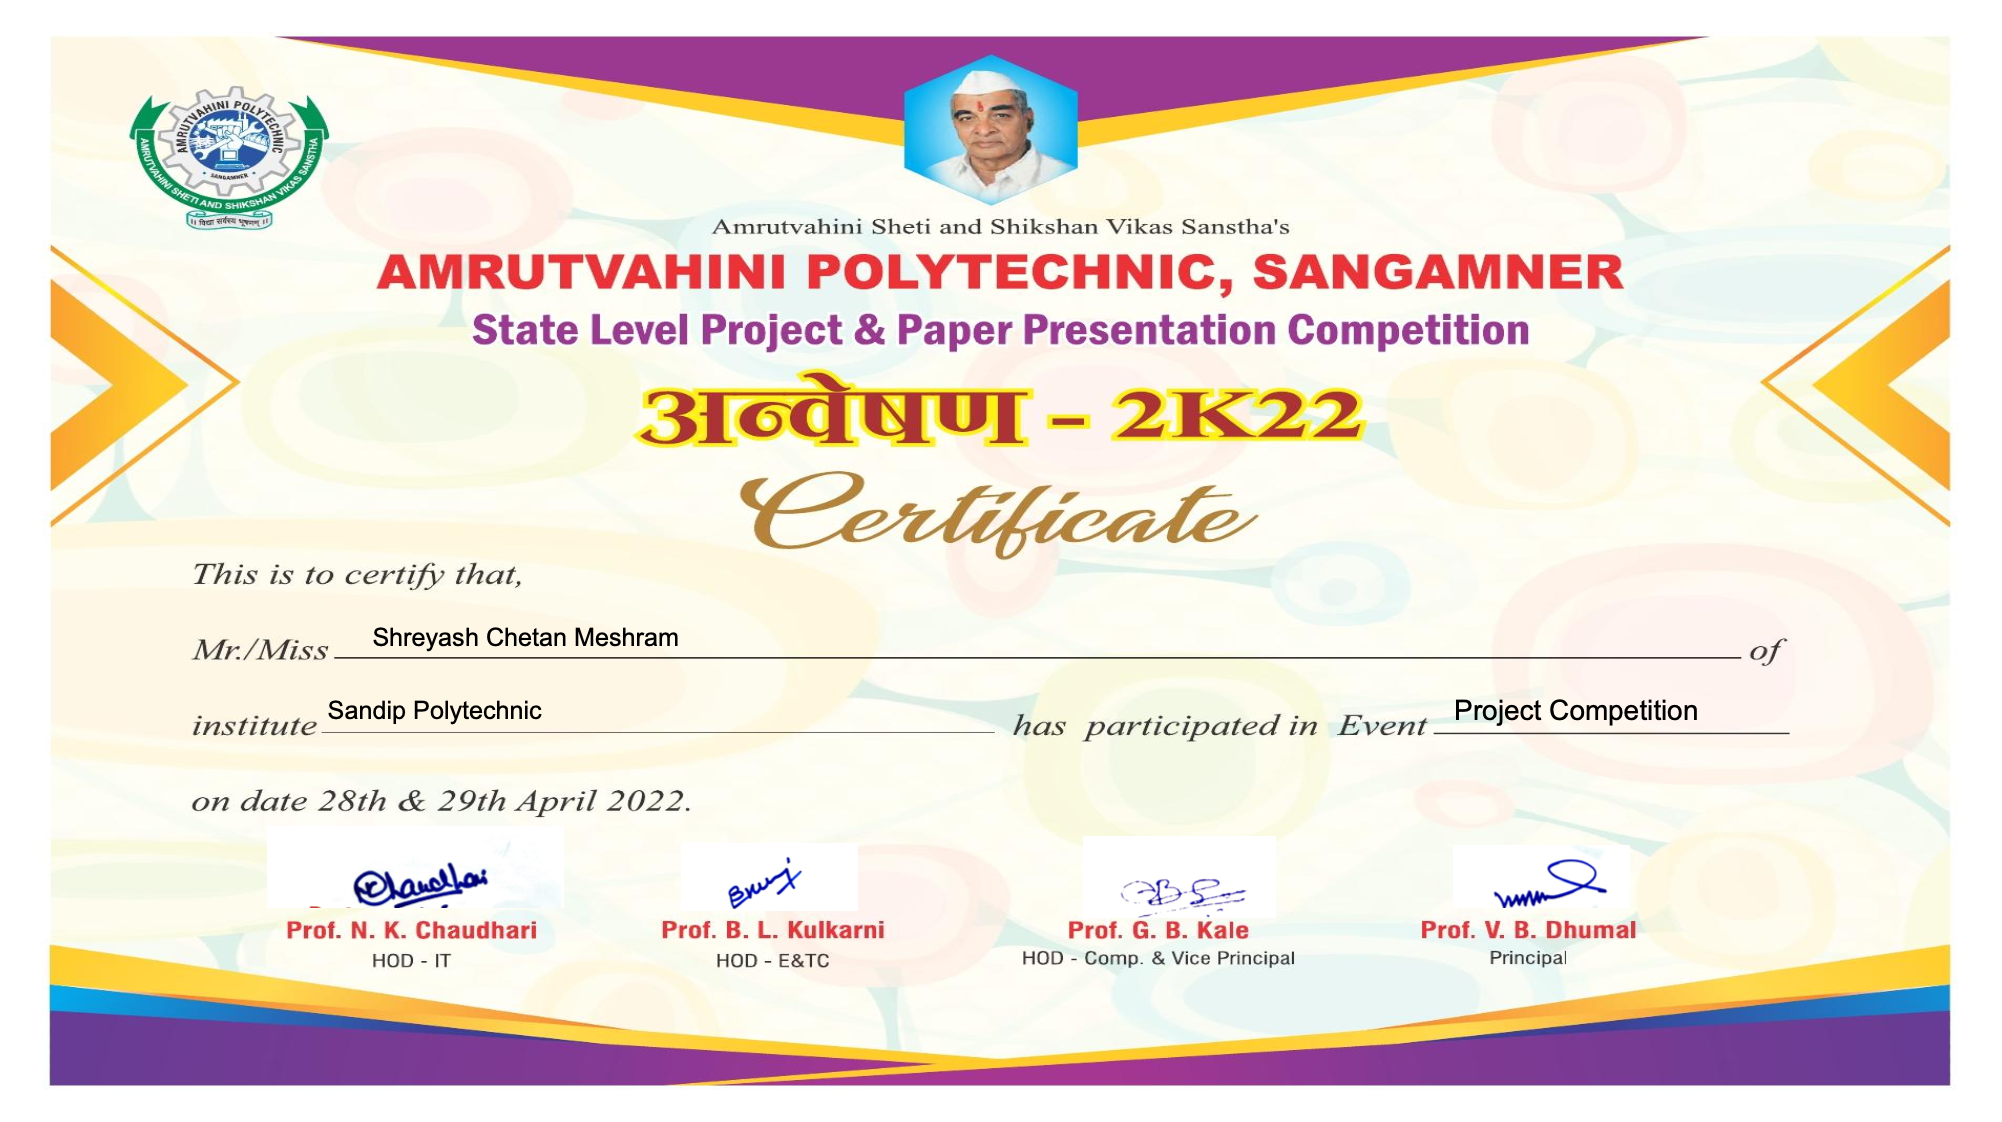 AMRUTVAHINI POLYTECHNIC
SANGAMNER
AMRUTVAHINI SHETI AND SHIKSHAN VIKAS SANSTHA
॥ विद्या सर्वस्य भूषणम् ॥
Amrutvahini Sheti and Shikshan Vikas Sanstha's
AMRUTVAHINI POLYTECHNIC, SANGAMNER
State Level Project & Paper Presentation Competition
अन्वेषण - 2K22
Certificate
This is to certify that,
Mr./Miss Shreyash Chetan Meshram of
institute Sandip Polytechnic has participated in Event Project Competition
on date 28th & 29th April 2022.
Chaudhari
Prof. N. K. Chaudhari Prof. B. L. Kulkarni Prof. G. B. Kale Prof. V. B. Dhumal
HOD - IT HOD - E&TC HOD - Comp. & Vice Principal Principal